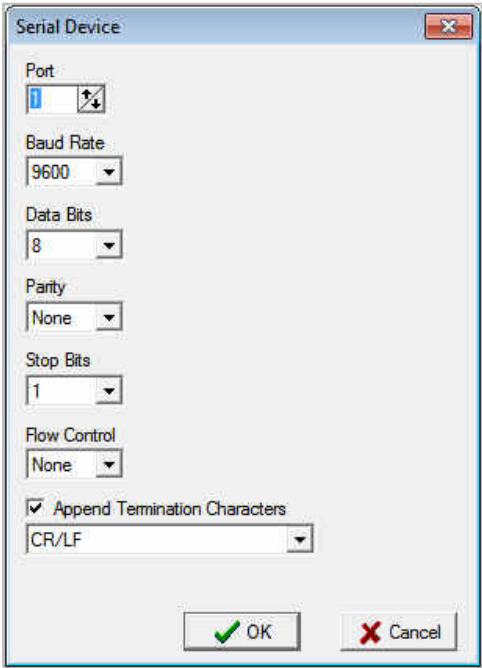 Serial Device
Port
1
Baud Rate
9600
Data Bits
8
Parity
None
Stop Bits
1
Flow Control
None
Append Termination Characters
CR/LF
OK Cancel